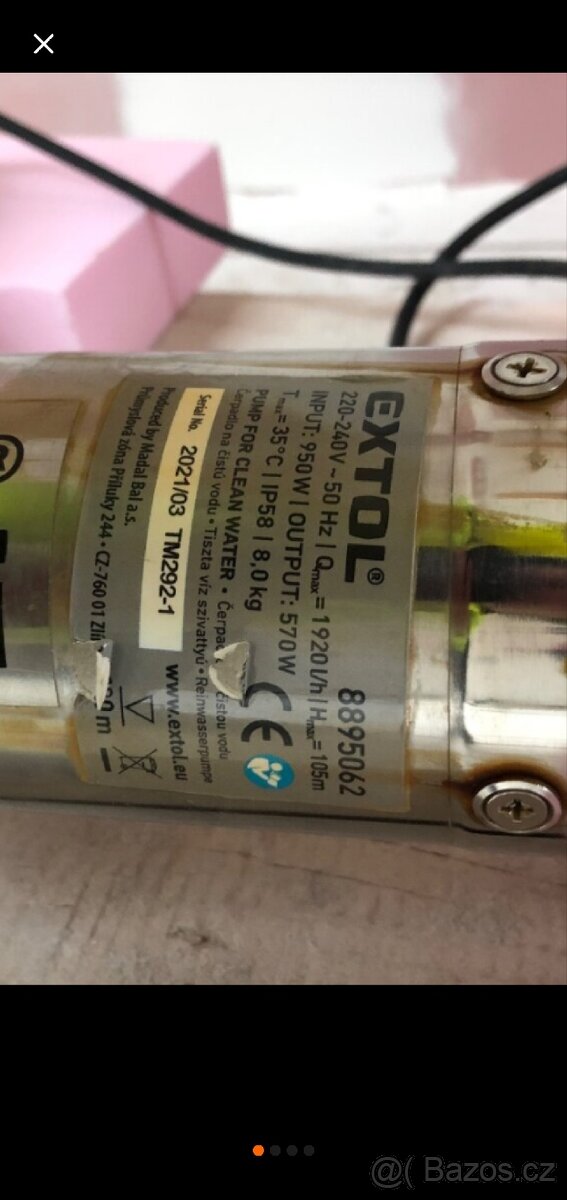 EXTOL® 8895062
220-240V ~ 50 Hz | Qmax= 1920 l/h | Hmax= 105m
INPUT: 950W | OUTPUT: 570W
Tmax= 35°C | IP58 | 8,0 kg
PUMP FOR CLEAN WATER • Čerpadlo čistou vodu
Čerpadlo na čistú vodu • Tiszta víz szivattyú • Reinwasserpumpe
Serial No. 2021/03 TM292-1
www.extol.eu
Produced by Madal Bal a.s.
Průmyslová zóna Příluky 244 • CZ-760 01 Zlín
m
CE
@( Bazos.cz